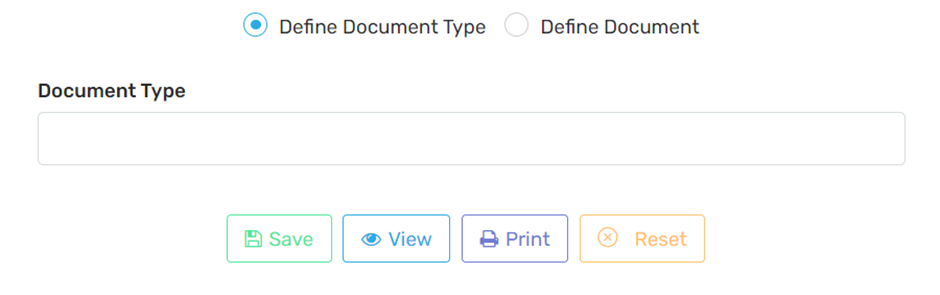 Define Document Type Define Document
Document Type
Save View Print Reset